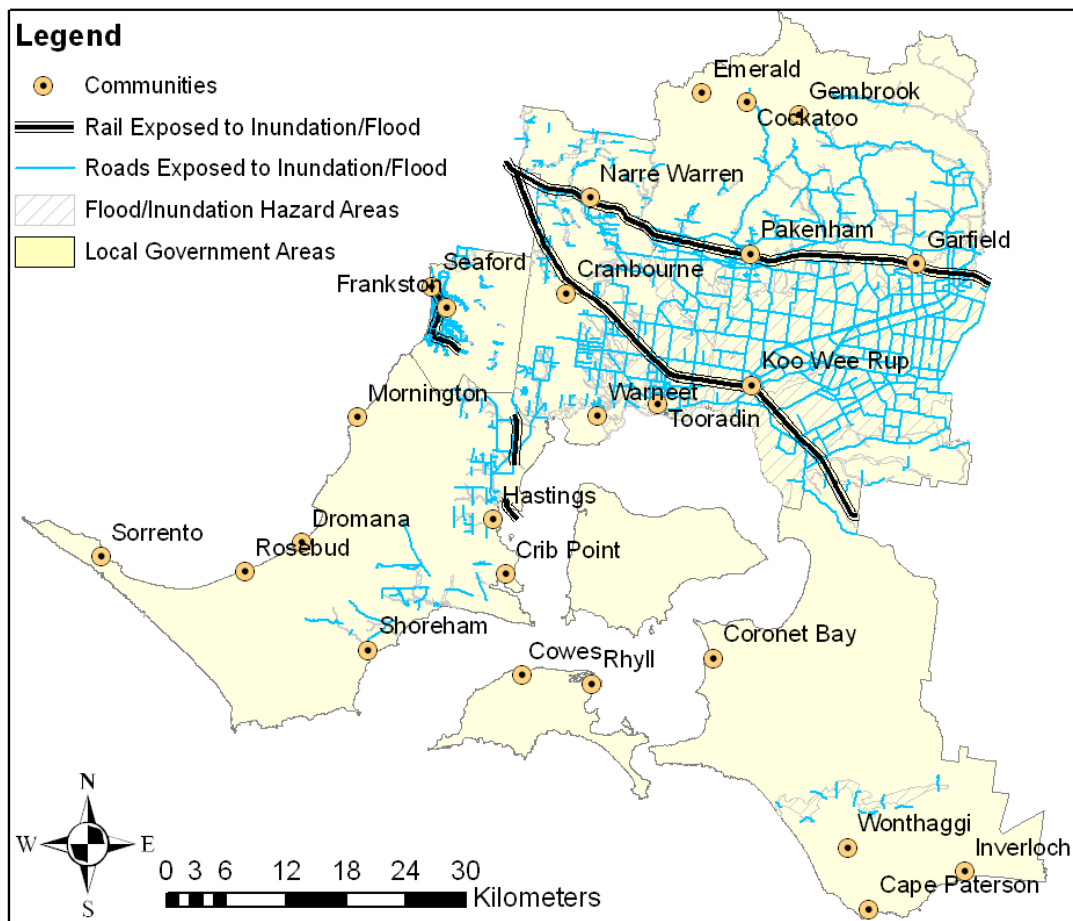 Legend
Communities
Rail Exposed to Inundation/Flood
Roads Exposed to Inundation/Flood
Flood/Inundation Hazard Areas
Local Government Areas
Emerald
Gembrook
Cockatoo
Narre Warren
Pakenham
Garfield
Seaford
Cranbourne
Frankston
Koo Wee Rup
Mornington
Warneet
Tooradin
Hastings
Dromana
Sorrento
Rosebud
Crib Point
Shoreham
Coronet Bay
Cowes
Rhyll
Wonthaggi
Inverloch
Cape Paterson
N
W
E
S
0 3 6 12 18 24 30
Kilometers